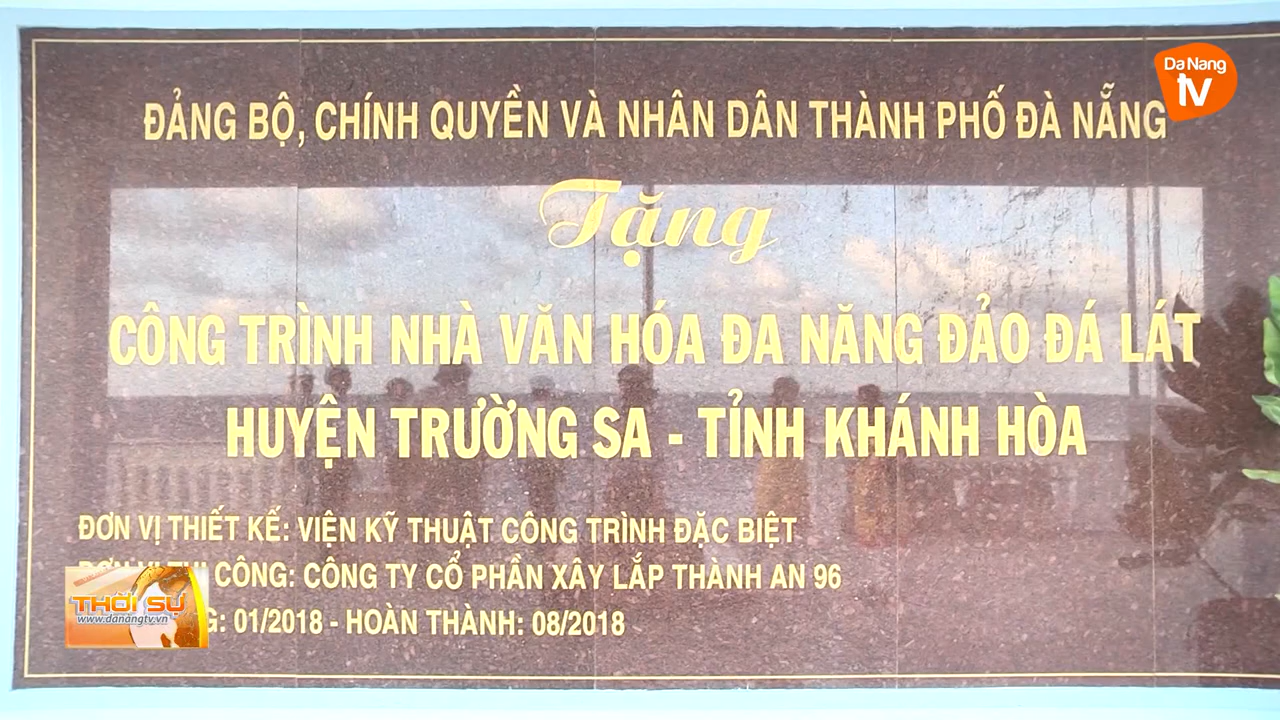 Da Nang
tv
ĐẢNG BỘ, CHÍNH QUYỀN VÀ NHÂN DÂN THÀNH PHỐ ĐÀ NẴNG
Tặng
CÔNG TRÌNH NHÀ VĂN HÓA ĐA NĂNG ĐẢO ĐÁ LÁT
HUYỆN TRƯỜNG SA - TỈNH KHÁNH HÒA
ĐƠN VỊ THIẾT KẾ: VIỆN KỸ THUẬT CÔNG TRÌNH ĐẶC BIỆT
CÔNG: CÔNG TY CỔ PHẦN XÂY LẮP THÀNH AN 96
01/2018 - HOÀN THÀNH: 08/2018
THỜI SỰ
www.danangtv.vn